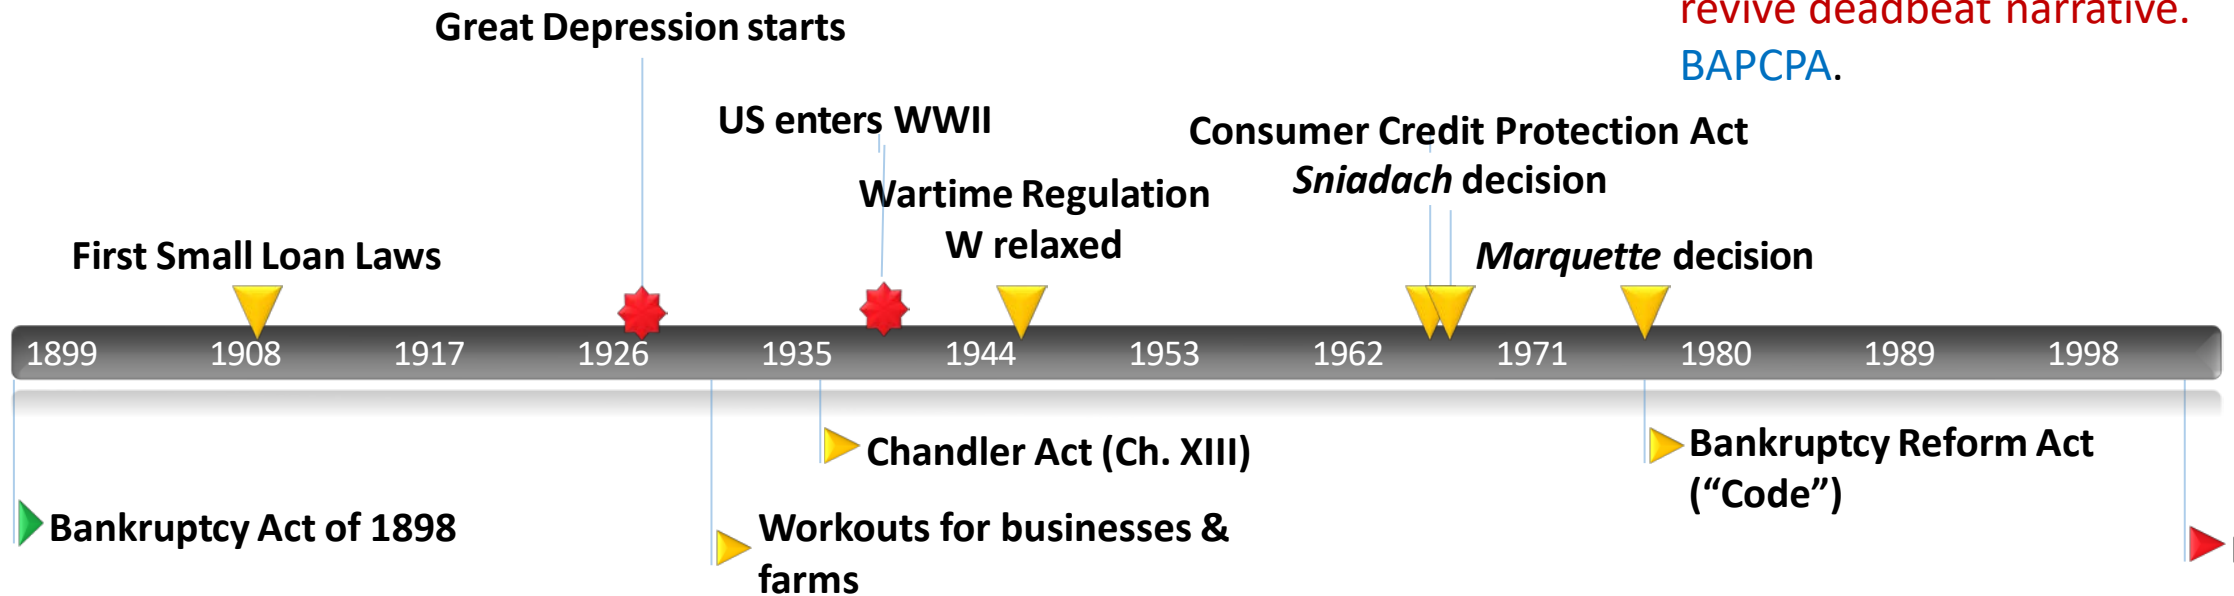 revive deadbeat narrative.
BAPCPA.
Great Depression starts
US enters WWII
Consumer Credit Protection Act
Sniadach decision
Wartime Regulation
W relaxed
First Small Loan Laws
Marquette decision
1899 1908 1917 1926 1935 1944 1953 1962 1971 1980 1989 1998
Chandler Act (Ch. XIII)
Bankruptcy Reform Act
(“Code”)
Bankruptcy Act of 1898
Workouts for businesses &
farms